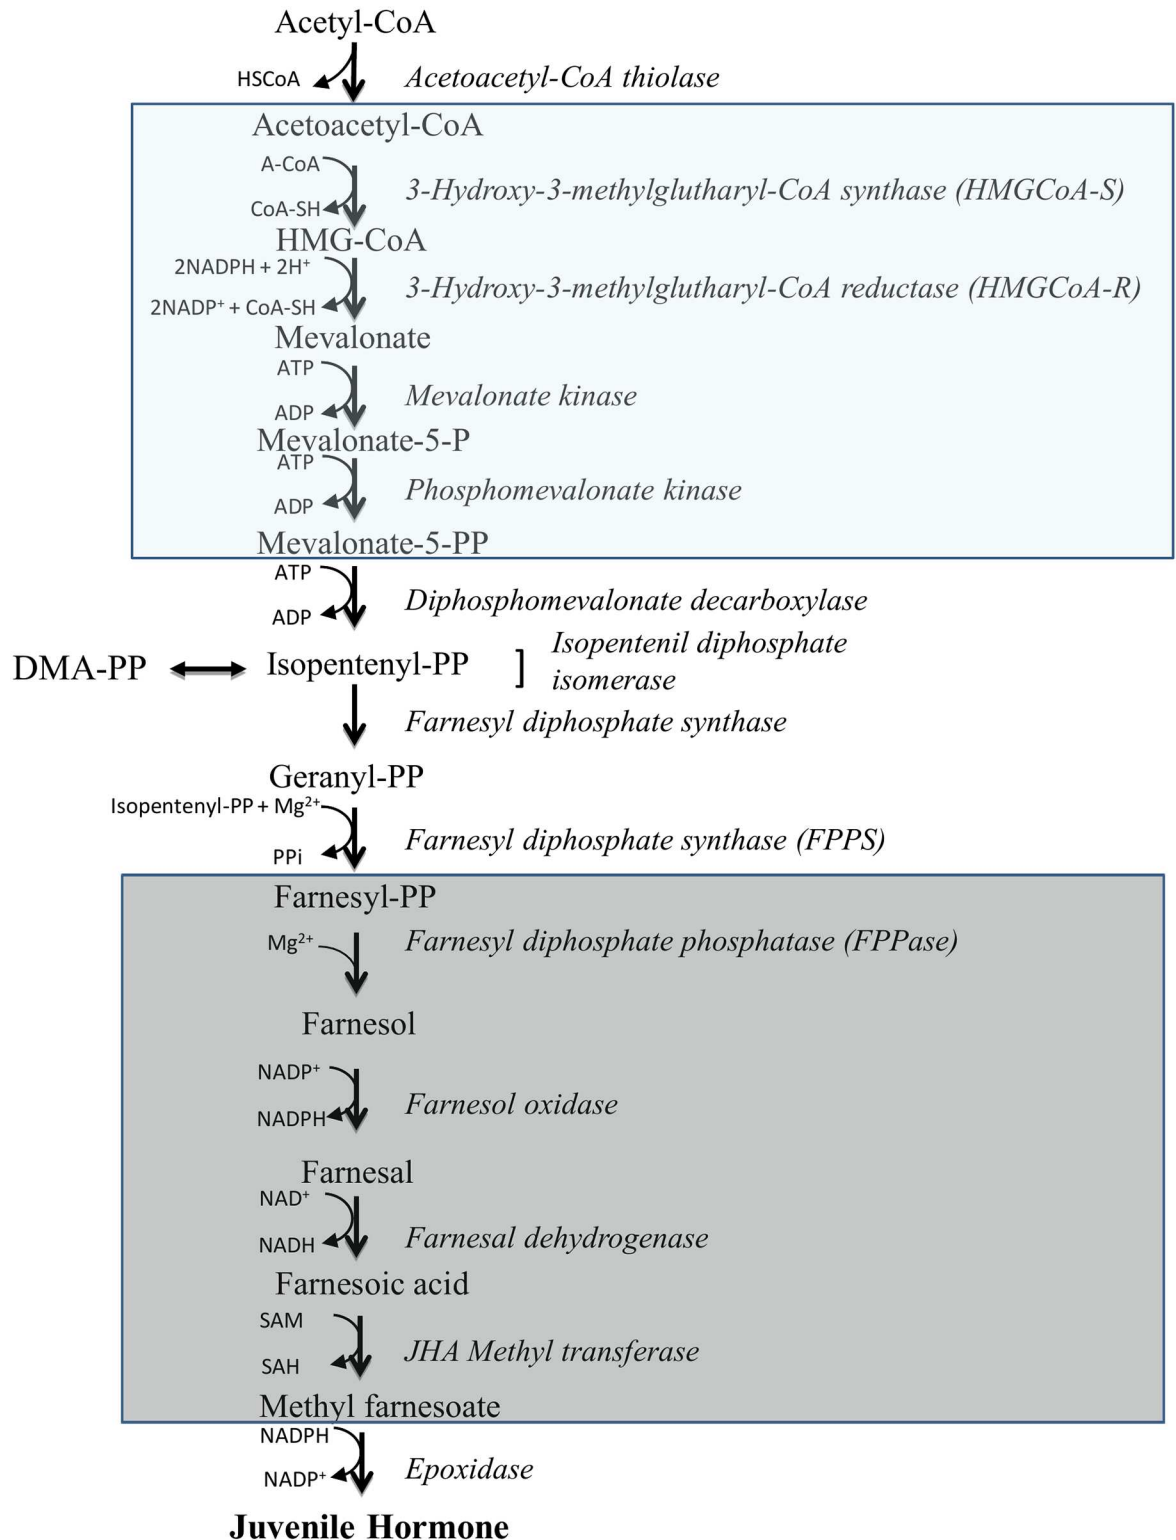 Acetyl-CoA
HSCoA
Acetoacetyl-CoA thiolase
Acetoacetyl-CoA
A-CoA
3-Hydroxy-3-methylglutharyl-CoA synthase (HMGCoA-S)
CoA-SH
HMG-CoA
2NADPH + 2H⁺
3-Hydroxy-3-methylglutharyl-CoA reductase (HMGCoA-R)
2NADP⁺ + CoA-SH
Mevalonate
ATP
Mevalonate kinase
ADP
Mevalonate-5-P
ATP
Phosphomevalonate kinase
ADP
Mevalonate-5-PP
ATP
Diphosphomevalonate decarboxylase
ADP
DMA-PP
Isopentenyl-PP
]
Isopentenil diphosphate
isomerase
Farnesyl diphosphate synthase
Geranyl-PP
Isopentenyl-PP + Mg²⁺
Farnesyl diphosphate synthase (FPPS)
PPi
Farnesyl-PP
Mg²⁺
Farnesyl diphosphate phosphatase (FPPase)
Farnesol
NADP⁺
Farnesol oxidase
NADPH
Farnesal
NAD⁺
Farnesal dehydrogenase
NADH
Farnesoic acid
SAM
JHA Methyl transferase
SAH
Methyl farnesoate
NADPH
Epoxidase
NADP⁺
Juvenile Hormone